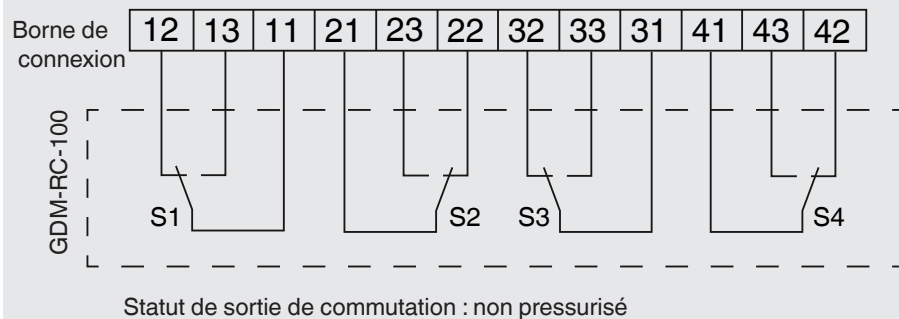 Borne de
connexion
12 13 11 21 23 22 32 33 31 41 43 42
GDM-RC-100
S1 S2 S3 S4
Statut de sortie de commutation : non pressurisé